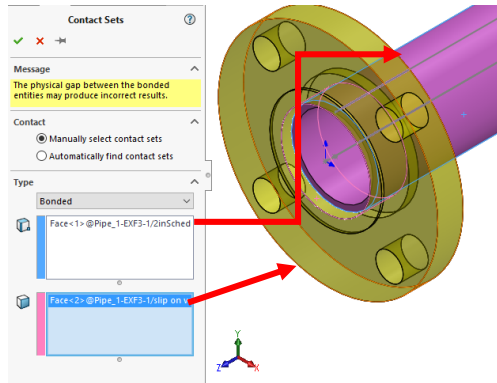 Contact Sets
Message
The physical gap between the bonded
entities may produce incorrect results.
Contact
Manually select contact sets
Automatically find contact sets
Type
Bonded
Face<1>@Pipe_1-EXF3-1/2inSched
Face<2>@Pipe_1-EXF3-1/slip on
Y
Z
X